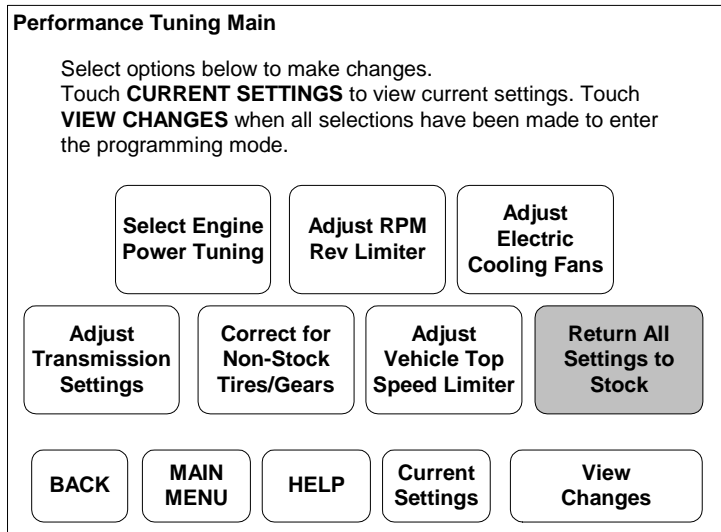 Performance Tuning Main
Select options below to make changes.
Touch CURRENT SETTINGS to view current settings. Touch
VIEW CHANGES when all selections have been made to enter
the programming mode.
Select Engine
Power Tuning
Adjust RPM
Rev Limiter
Adjust
Electric
Cooling Fans
Adjust
Transmission
Settings
Correct for
Non-Stock
Tires/Gears
Adjust
Vehicle Top
Speed Limiter
Return All
Settings to
Stock
BACK
MAIN
MENU
HELP
Current
Settings
View
Changes